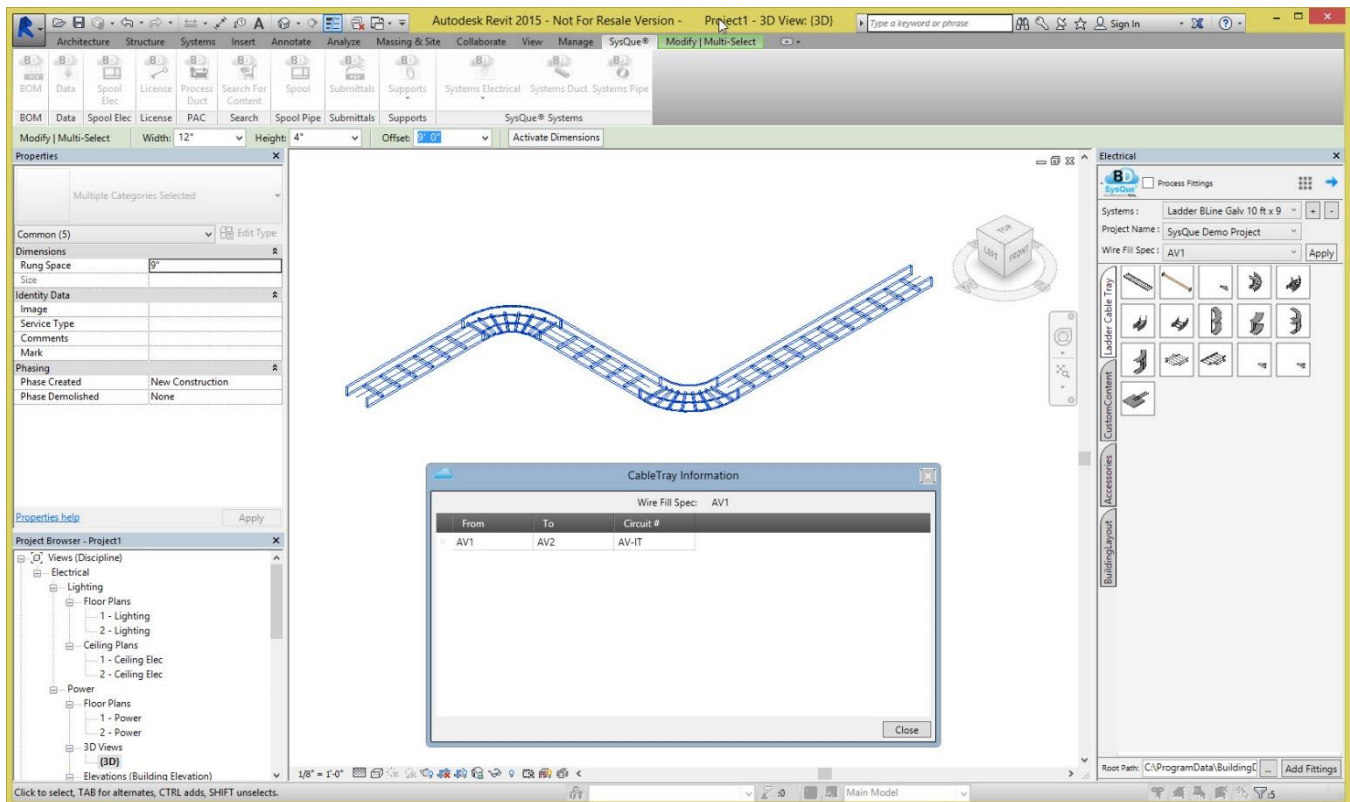 Autodesk Revit 2015 - Not For Resale Version - Project1 - 3D View: {3D}
Type a keyword or phrase
Sign In
Architecture Structure Systems Insert Annotate Analyze Massing & Site Collaborate View Manage SysQue® Modify | Multi-Select
BOM Data Spool Elec License Process Duct Search For Content Spool Submittals Supports Systems Electrical Systems Duct Systems Pipe
BOM Data Spool Elec License PAC Search Spool Pipe Submittals Supports SysQue® Systems
Modify | Multi-Select Width: 12" Height: 4" Offset: 9' 0" Activate Dimensions
Properties
Multiple Categories Selected
Common (5) Edit Type
Dimensions
Rung Space 9"
Size
Identity Data
Image
Service Type
Comments
Mark
Phasing
Phase Created New Construction
Phase Demolished None
Properties help Apply
Project Browser - Project1
Views (Discipline)
Electrical
Lighting
Floor Plans
1 - Lighting
2 - Lighting
Ceiling Plans
1 - Ceiling Elec
2 - Ceiling Elec
Power
Floor Plans
1 - Power
2 - Power
3D Views
{3D}
Elevations (Building Elevation)
TOP
LEFT FRONT
CableTray Information
Wire Fill Spec: AV1
From To Circuit #
AV1 AV2 AV-IT
Close
Electrical
SysQue
Process Fittings
Systems : Ladder BLine Galv 10 ft x 9 + -
Project Name : SysQue Demo Project
Wire Fill Spec : AV1 Apply
Ladder Cable Tray
CustomContent
Accessories
BuildingLayout
Root Path: C:\ProgramData\Building ... Add Fittings
1/8" = 1'-0"
Click to select, TAB for alternates, CTRL adds, SHIFT unselects.
:0 Main Model :5